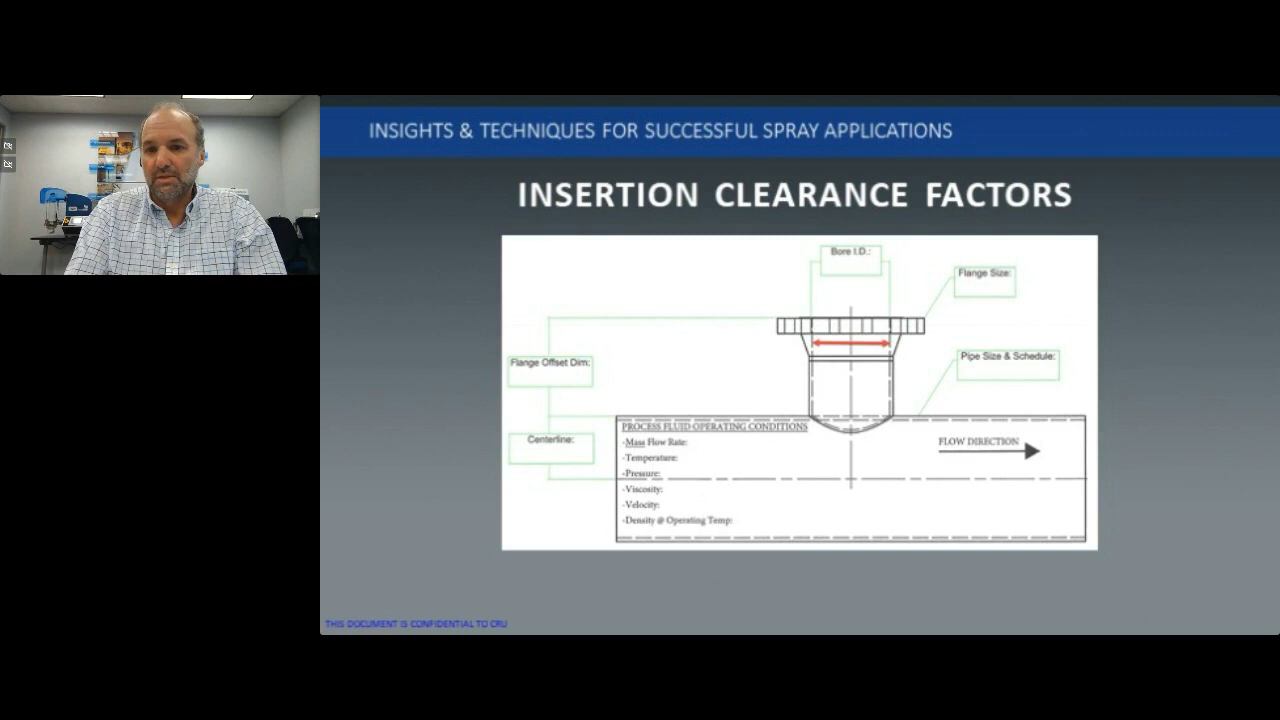 INSIGHTS & TECHNIQUES FOR SUCCESSFUL SPRAY APPLICATIONS
INSERTION CLEARANCE FACTORS
Bore I.D.:
Flange Size:
Flange Offset Dim:
Pipe Size & Schedule:
Centerline:
PROCESS FLUID OPERATING CONDITIONS
-Mass Flow Rate:
-Temperature:
-Pressure:
-Viscosity:
-Velocity:
-Density @ Operating Temp:
FLOW DIRECTION
THIS DOCUMENT IS CONFIDENTIAL TO CRU